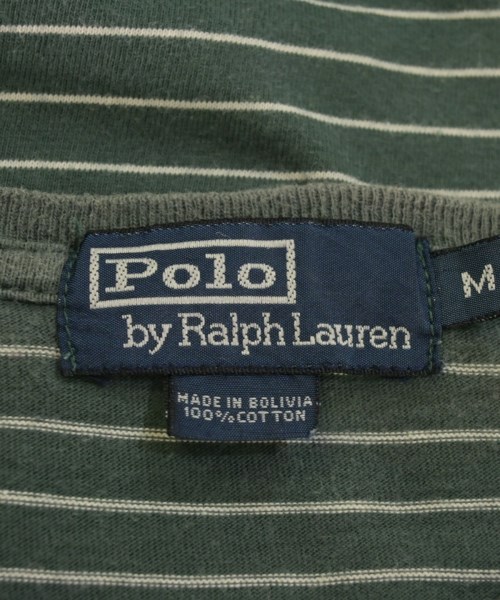 Polo
by Ralph Lauren
M
MADE IN BOLIVIA
100% COTTON